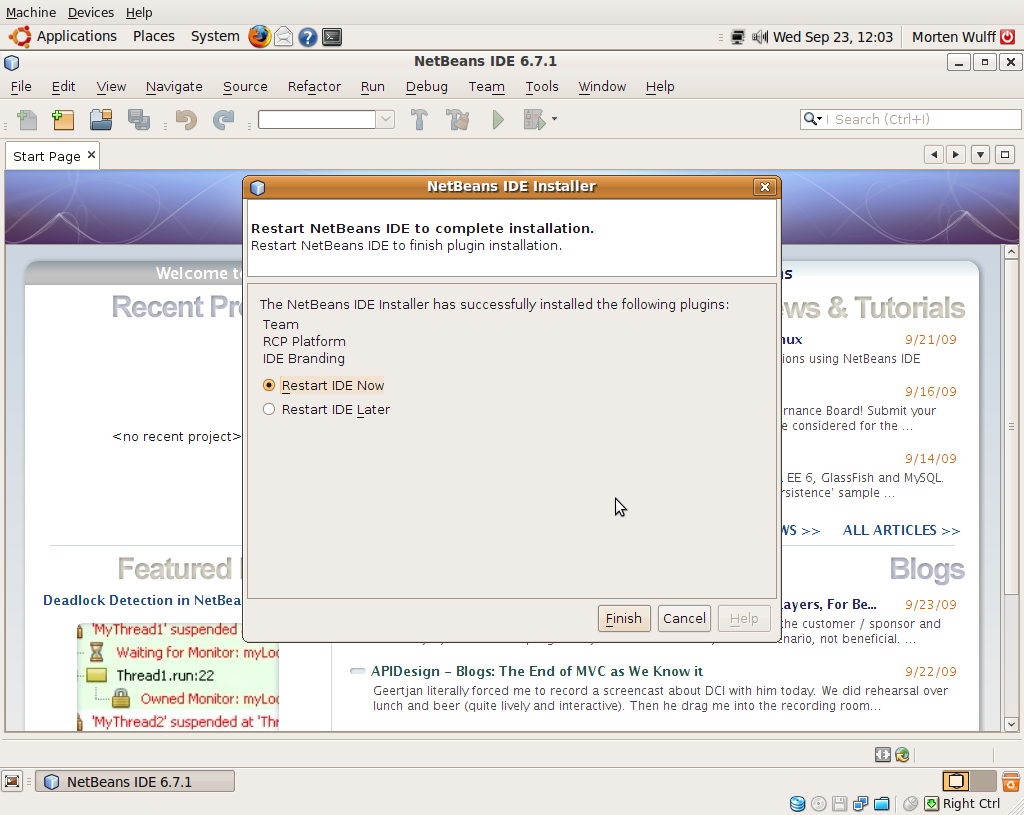 Machine Devices Help
Applications Places System Wed Sep 23, 12:03 Morten Wulff
NetBeans IDE 6.7.1
File Edit View Navigate Source Refactor Run Debug Team Tools Window Help
Search (Ctrl+I)
Start Page
NetBeans IDE Installer
Restart NetBeans IDE to complete installation.
Restart NetBeans IDE to finish plugin installation.
The NetBeans IDE Installer has successfully installed the following plugins:
Team
RCP Platform
IDE Branding
Restart IDE Now
Restart IDE Later
Finish Cancel Help
Welcome to
Recent Pro
<no recent project>
Featured
Deadlock Detection in NetBea
'MyThread1' suspended
Waiting for Monitor: myLoc
Thread1.run:22
Owned Monitor: myLoc
'MyThread2' suspended at 'Thr
ws & Tutorials
nux 9/21/09
ions using NetBeans IDE
9/16/09
rnance Board! Submit your
e considered for the ...
9/14/09
EE 6, GlassFish and MySQL.
rsistence' sample ...
WS >> ALL ARTICLES >>
Blogs
ayers, For Be... 9/23/09
the customer / sponsor and
enario, not beneficial. ...
APIDesign - Blogs: The End of MVC as We Know it 9/22/09
Geertjan literally forced me to record a screencast about DCI with him today. We did rehearsal over
lunch and beer (quite lively and interactive). Then he drag me into the recording room...
NetBeans IDE 6.7.1
Right Ctrl